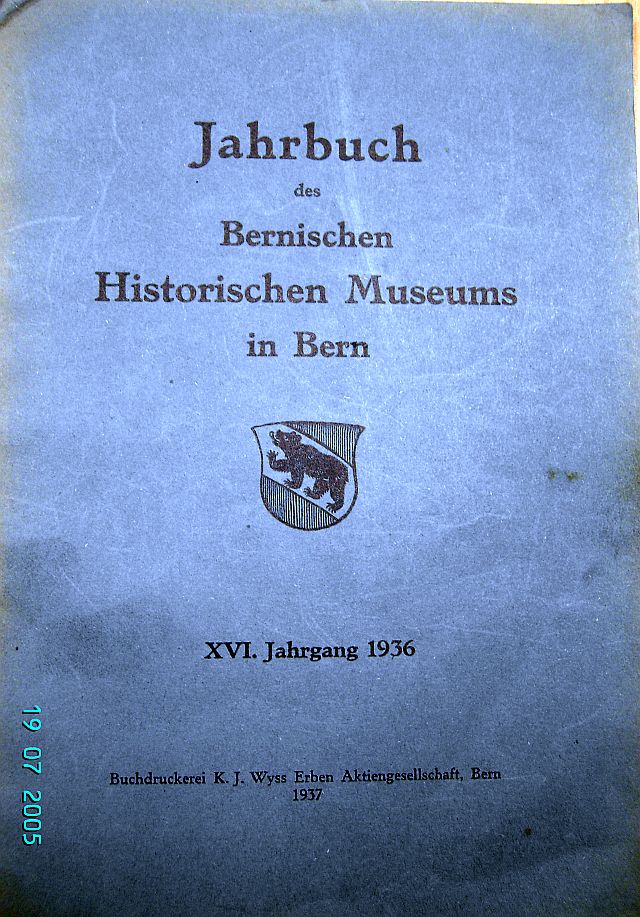 Jahrbuch
des
Bernischen
Historischen Museums
in Bern
XVI. Jahrgang 1936
Buchdruckerei K. J. Wyss Erben Aktiengesellschaft, Bern
1937
19 07 2005